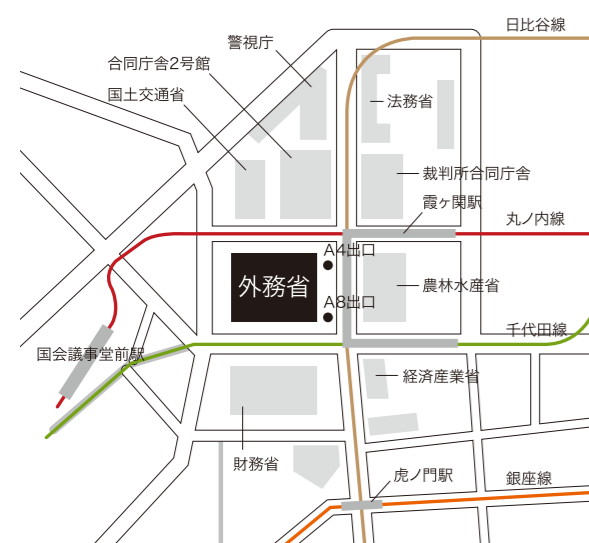 日比谷線
警視庁
合同庁舎2号館
国土交通省
法務省
裁判所合同庁舎
霞ヶ関駅
丸ノ内線
A4出口
外務省
農林水産省
A8出口
千代田線
国会議事堂前駅
経済産業省
財務省
虎ノ門駅
銀座線